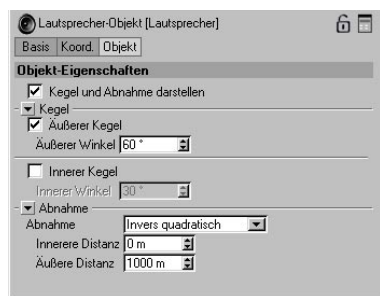 Lautsprecher-Objekt [Lautsprecher]
Basis Koord. Objekt
Objekt-Eigenschaften
Kegel und Abnahme darstellen
Kegel
Äußerer Kegel
Äußerer Winkel 60 °
Innerer Kegel
Innerer Winkel 30 °
Abnahme
Abnahme Invers quadratisch
Innerere Distanz 0 m
Äußere Distanz 1000 m